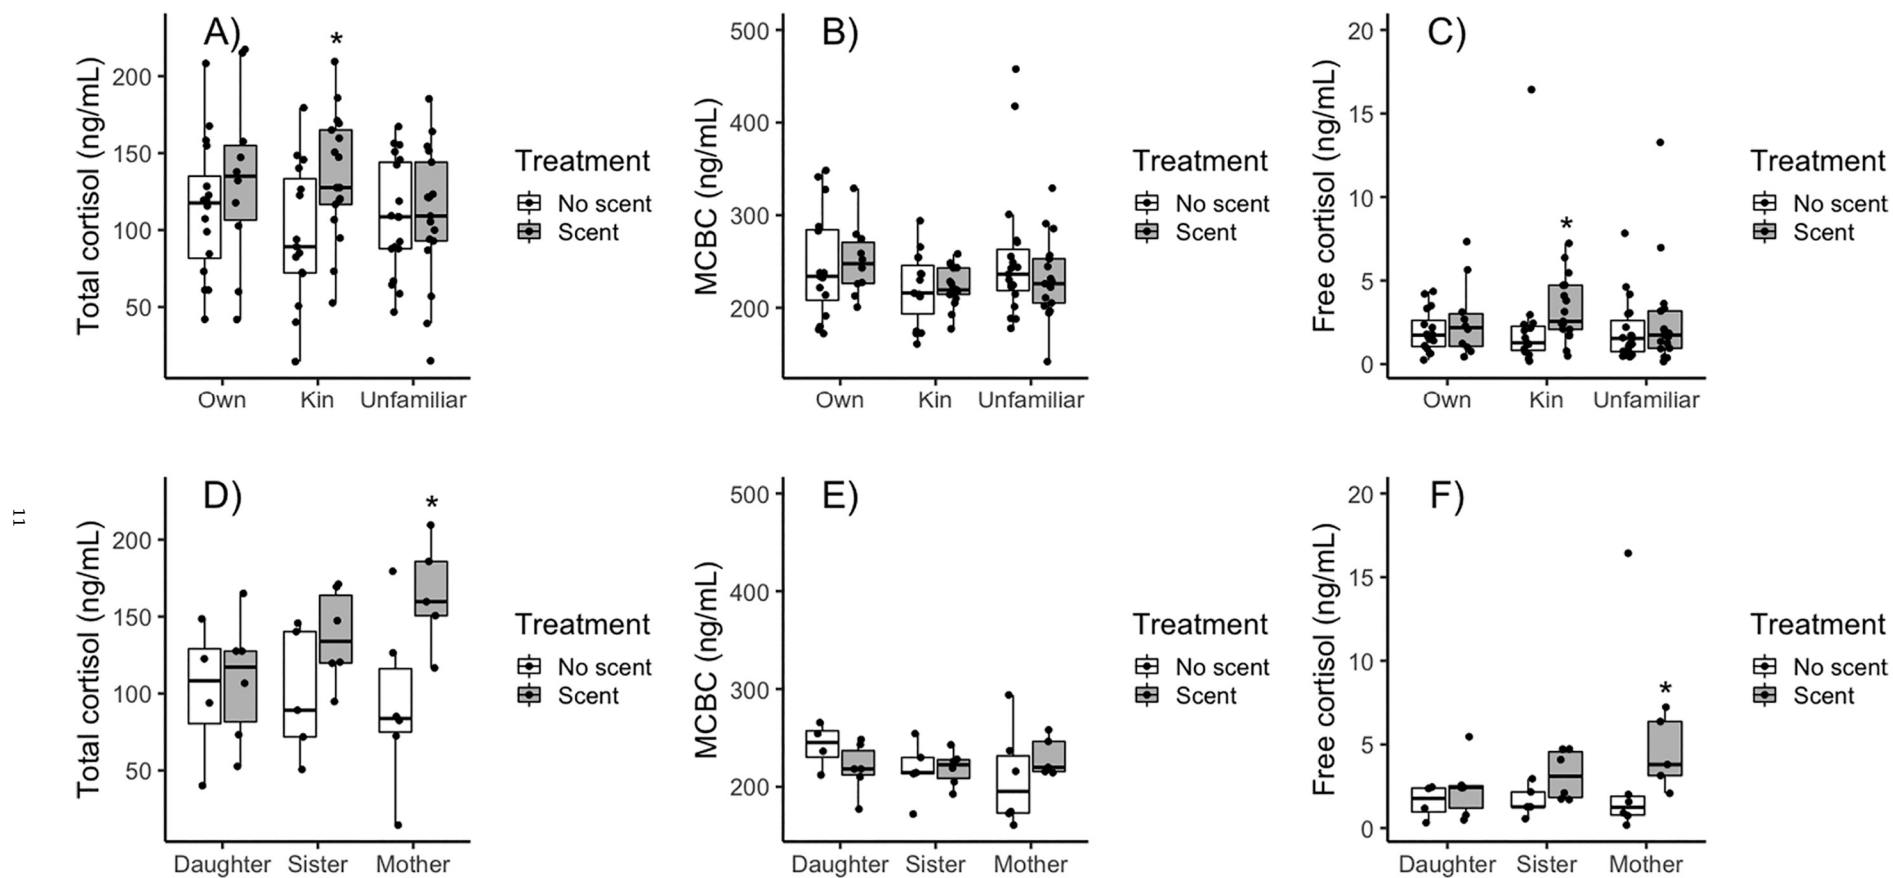 A)
*
Total cortisol (ng/mL)
200
150
100
50
Own Kin Unfamiliar
Treatment
No scent
Scent
B)
MCBC (ng/mL)
500
400
300
200
Own Kin Unfamiliar
Treatment
No scent
Scent
C)
*
Free cortisol (ng/mL)
20
15
10
5
0
Own Kin Unfamiliar
Treatment
No scent
Scent
11
D)
*
Total cortisol (ng/mL)
200
150
100
50
Daughter Sister Mother
Treatment
No scent
Scent
E)
MCBC (ng/mL)
500
400
300
200
Daughter Sister Mother
Treatment
No scent
Scent
F)
*
Free cortisol (ng/mL)
20
15
10
5
0
Daughter Sister Mother
Treatment
No scent
Scent